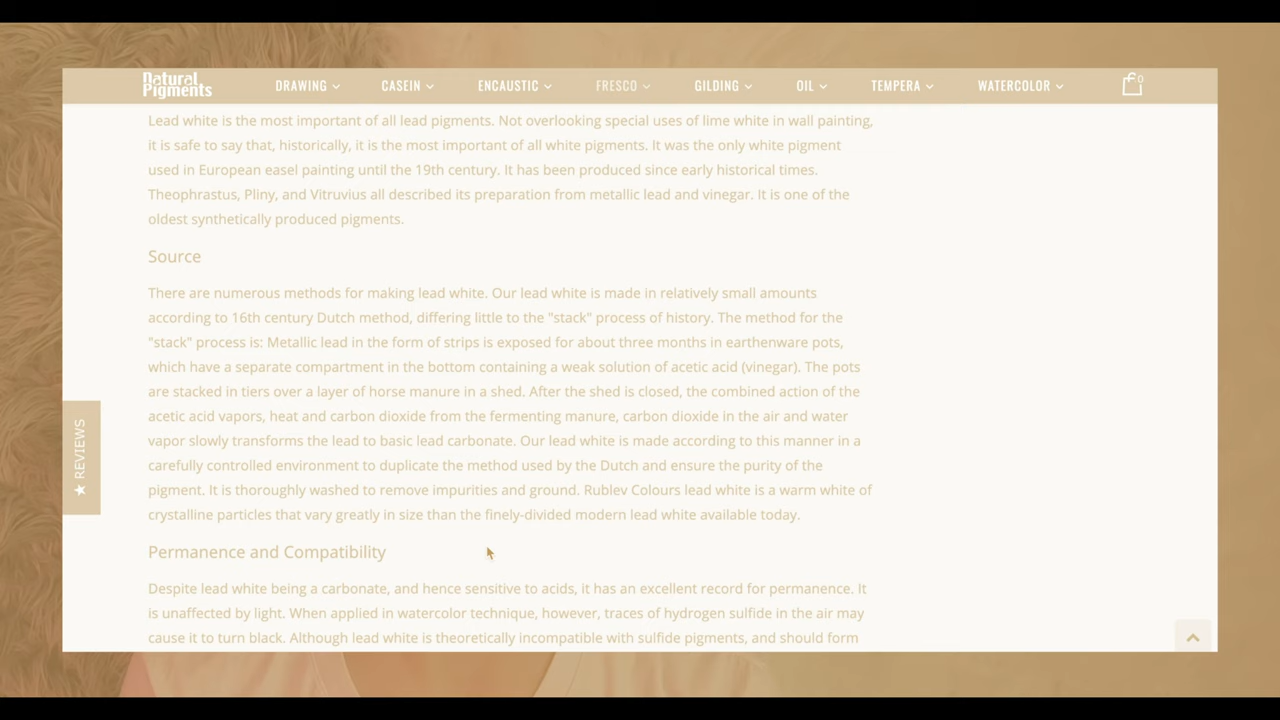 Natural Pigments
DRAWING CASEIN ENCAUSTIC FRESCO GILDING OIL TEMPERA WATERCOLOR 0
Lead white is the most important of all lead pigments. Not overlooking special uses of lime white in wall painting,
it is safe to say that, historically, it is the most important of all white pigments. It was the only white pigment
used in European easel painting until the 19th century. It has been produced since early historical times.
Theophrastus, Pliny, and Vitruvius all described its preparation from metallic lead and vinegar. It is one of the
oldest synthetically produced pigments.
Source
There are numerous methods for making lead white. Our lead white is made in relatively small amounts
according to 16th century Dutch method, differing little to the "stack" process of history. The method for the
"stack" process is: Metallic lead in the form of strips is exposed for about three months in earthenware pots,
which have a separate compartment in the bottom containing a weak solution of acetic acid (vinegar). The pots
are stacked in tiers over a layer of horse manure in a shed. After the shed is closed, the combined action of the
acetic acid vapors, heat and carbon dioxide from the fermenting manure, carbon dioxide in the air and water
vapor slowly transforms the lead to basic lead carbonate. Our lead white is made according to this manner in a
carefully controlled environment to duplicate the method used by the Dutch and ensure the purity of the
pigment. It is thoroughly washed to remove impurities and ground. Rublev Colours lead white is a warm white of
crystalline particles that vary greatly in size than the finely-divided modern lead white available today.
★ REVIEWS
Permanence and Compatibility
Despite lead white being a carbonate, and hence sensitive to acids, it has an excellent record for permanence. It
is unaffected by light. When applied in watercolor technique, however, traces of hydrogen sulfide in the air may
cause it to turn black. Although lead white is theoretically incompatible with sulfide pigments, and should form